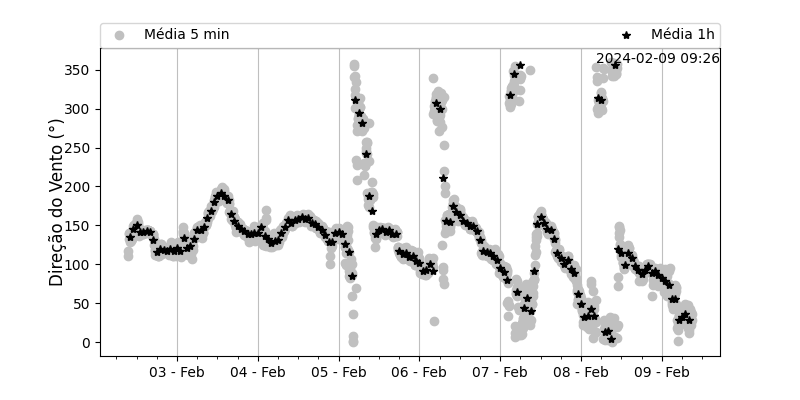 Média 5 min
Média 1h
2024-02-09 09:26
350
300
250
200
150
100
50
0
Direção do Vento (°)
03 - Feb
04 - Feb
05 - Feb
06 - Feb
07 - Feb
08 - Feb
09 - Feb